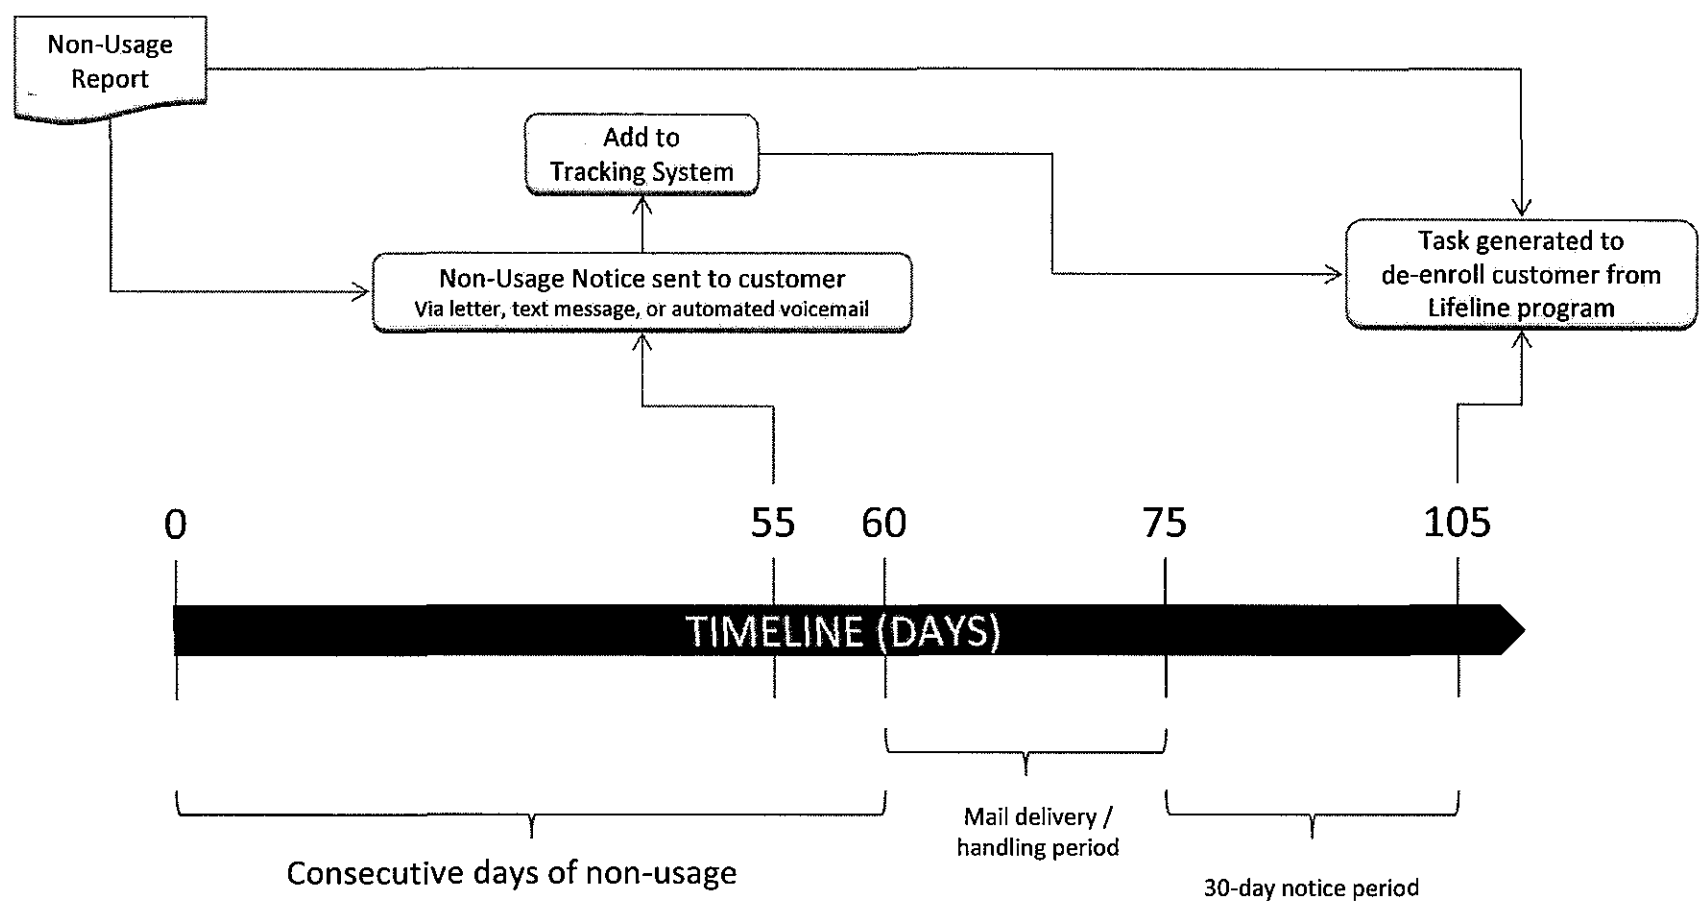 Non-Usage
Report
Add to
Tracking System
Non-Usage Notice sent to customer
Via letter, text message, or automated voicemail
Task generated to
de-enroll customer from
Lifeline program
0 55 60 75 105
TIMELINE (DAYS)
Mail delivery /
handling period
Consecutive days of non-usage
30-day notice period